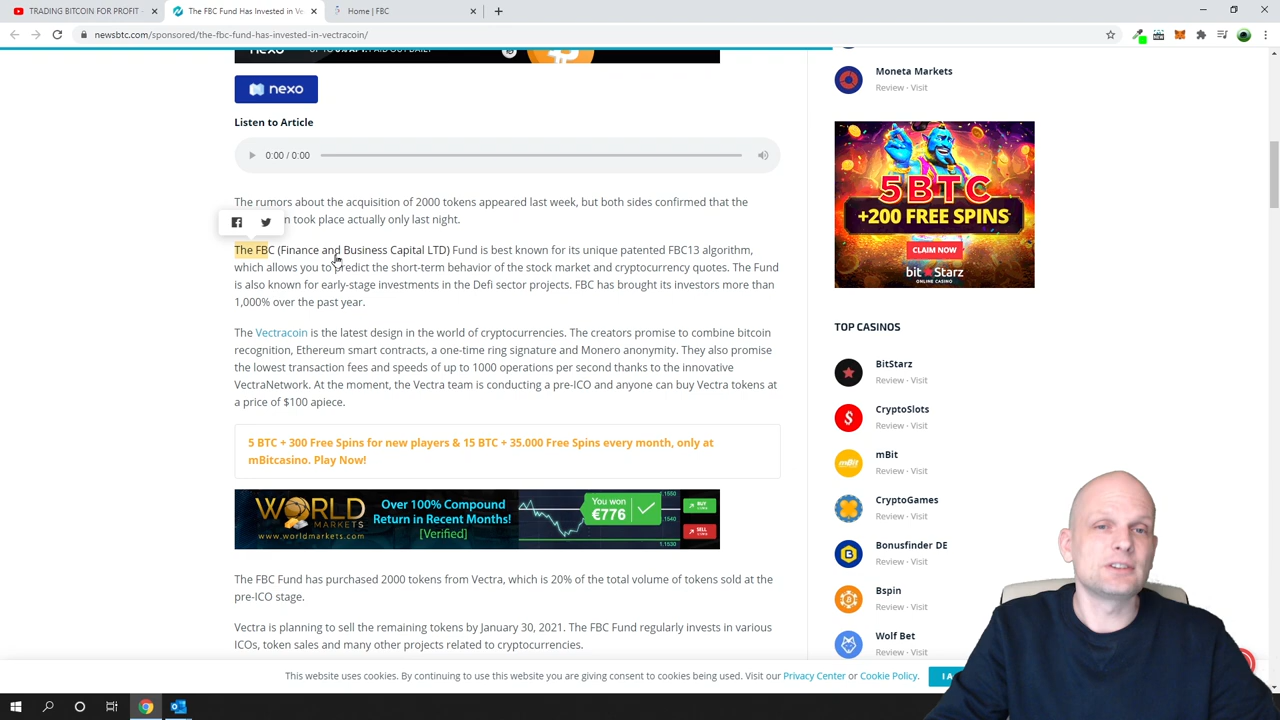 TRADING BITCOIN FOR PROFIT -
The FBC Fund Has Invested in Ve
Home | FBC
newsbtc.com/sponsored/the-fbc-fund-has-invested-in-vectracoin/
nexo
Listen to Article
0:00 / 0:00
The rumors about the acquisition of 2000 tokens appeared last week, but both sides confirmed that the
took place actually only last night.
The FBC (Finance and Business Capital LTD) Fund is best known for its unique patented FBC13 algorithm,
which allows you to predict the short-term behavior of the stock market and cryptocurrency quotes. The Fund
is also known for early-stage investments in the Defi sector projects. FBC has brought its investors more than
1,000% over the past year.
The Vectracoin is the latest design in the world of cryptocurrencies. The creators promise to combine bitcoin
recognition, Ethereum smart contracts, a one-time ring signature and Monero anonymity. They also promise
the lowest transaction fees and speeds of up to 1000 operations per second thanks to the innovative
VectraNetwork. At the moment, the Vectra team is conducting a pre-ICO and anyone can buy Vectra tokens at
a price of $100 apiece.
5 BTC + 300 Free Spins for new players & 15 BTC + 35.000 Free Spins every month, only at
mBitcasino. Play Now!
WORLD
MARKETS
www.worldmarkets.com
Over 100% Compound
Return in Recent Months!
[Verified]
You won
€776
1.1550
1.1540
1.1530
The FBC Fund has purchased 2000 tokens from Vectra, which is 20% of the total volume of tokens sold at the
pre-ICO stage.
Vectra is planning to sell the remaining tokens by January 30, 2021. The FBC Fund regularly invests in various
ICOs, token sales and many other projects related to cryptocurrencies.
Moneta Markets
Review · Visit
5BTC
+200 FREE SPINS
CLAIM NOW
bitStarz
ONLINE CASINO
TOP CASINOS
BitStarz
Review · Visit
CryptoSlots
Review · Visit
mBit
Review · Visit
CryptoGames
Review · Visit
Bonusfinder DE
Review · Visit
Bspin
Review · Visit
Wolf Bet
Review · Visit
This website uses cookies. By continuing to use this website you are giving consent to cookies being used. Visit our Privacy Center or Cookie Policy.